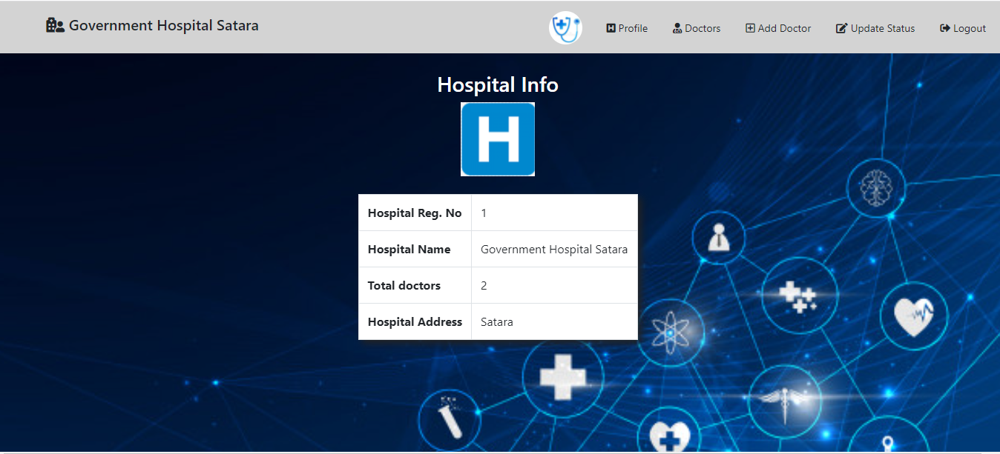 Government Hospital Satara
Profile
Doctors
Add Doctor
Update Status
Logout
Hospital Info
H
Hospital Reg. No 1
Hospital Name Government Hospital Satara
Total doctors 2
Hospital Address Satara